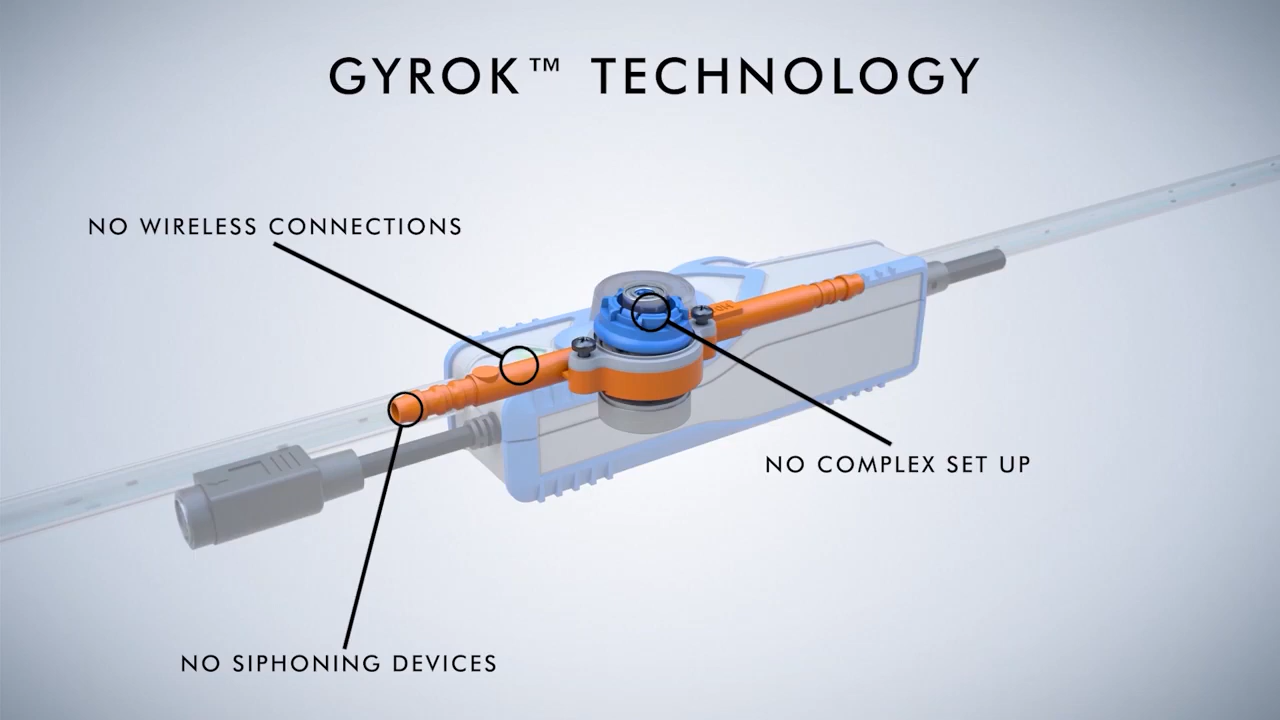 GYROK™ TECHNOLOGY
NO WIRELESS CONNECTIONS
NO COMPLEX SET UP
NO SIPHONING DEVICES